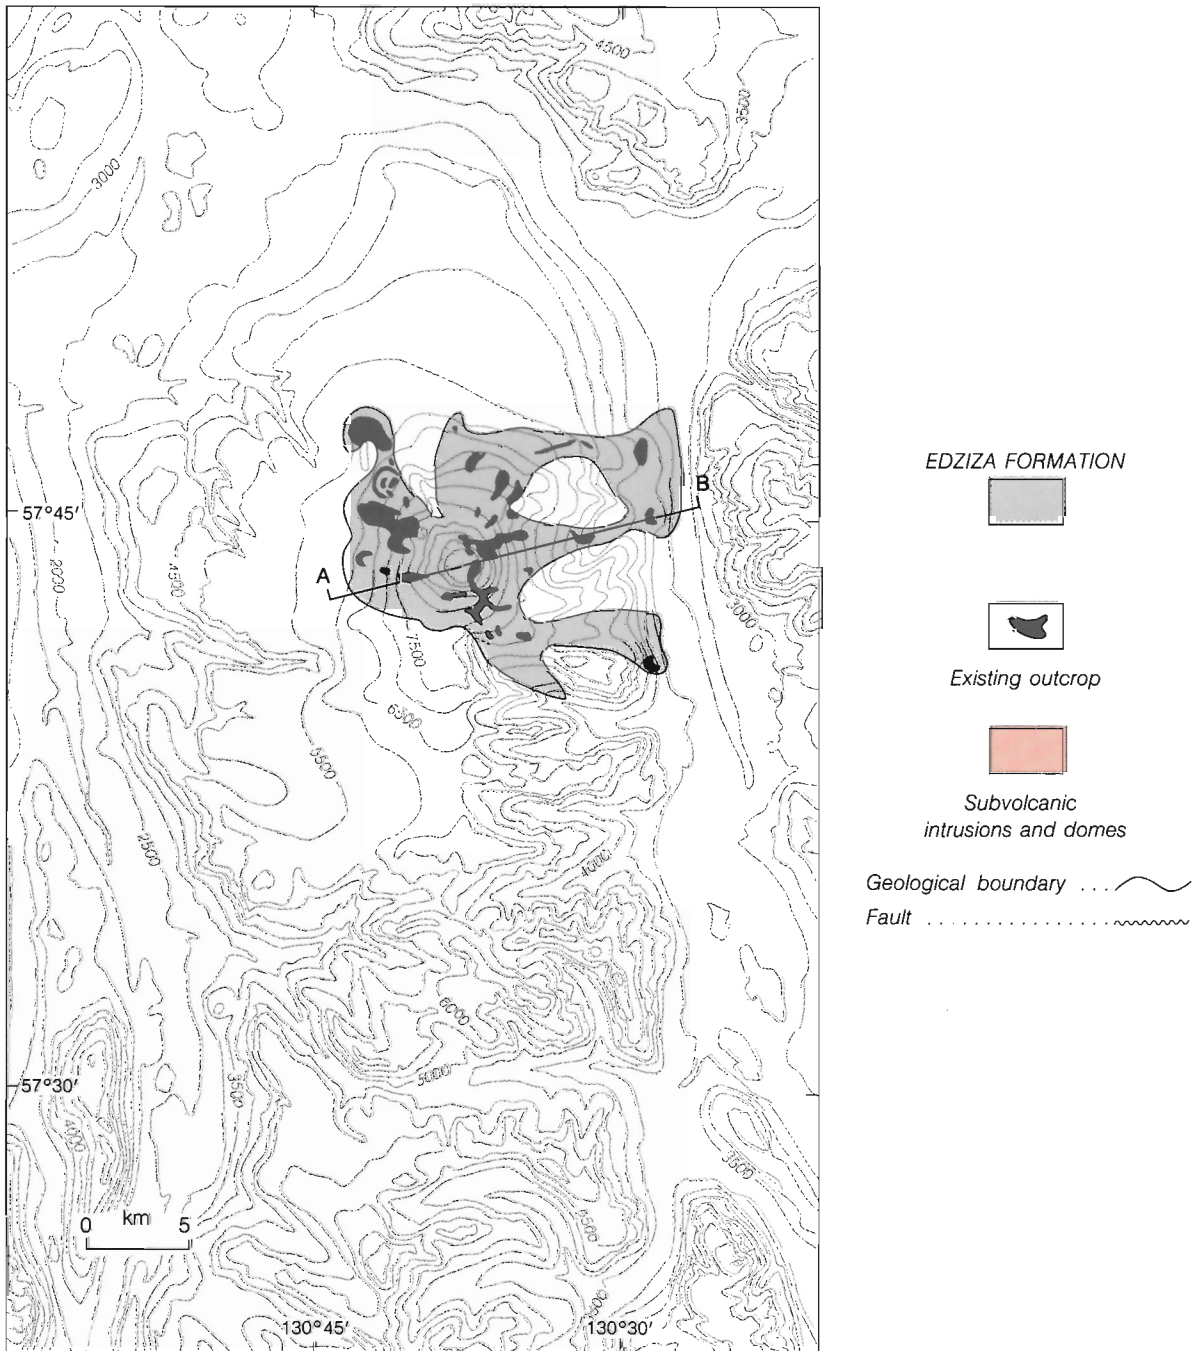 4500
3500
3000
EDZIZA FORMATION
B
57°45′
A
2000
4500
3000
7500
Existing outcrop
6500
5500
Subvolcanic
intrusions and domes
2500
4000
Geological boundary ...
Fault ..................
6000
5000
57°30′
3500
4000
3500
0 km 5
4500
130°45′
130°30′